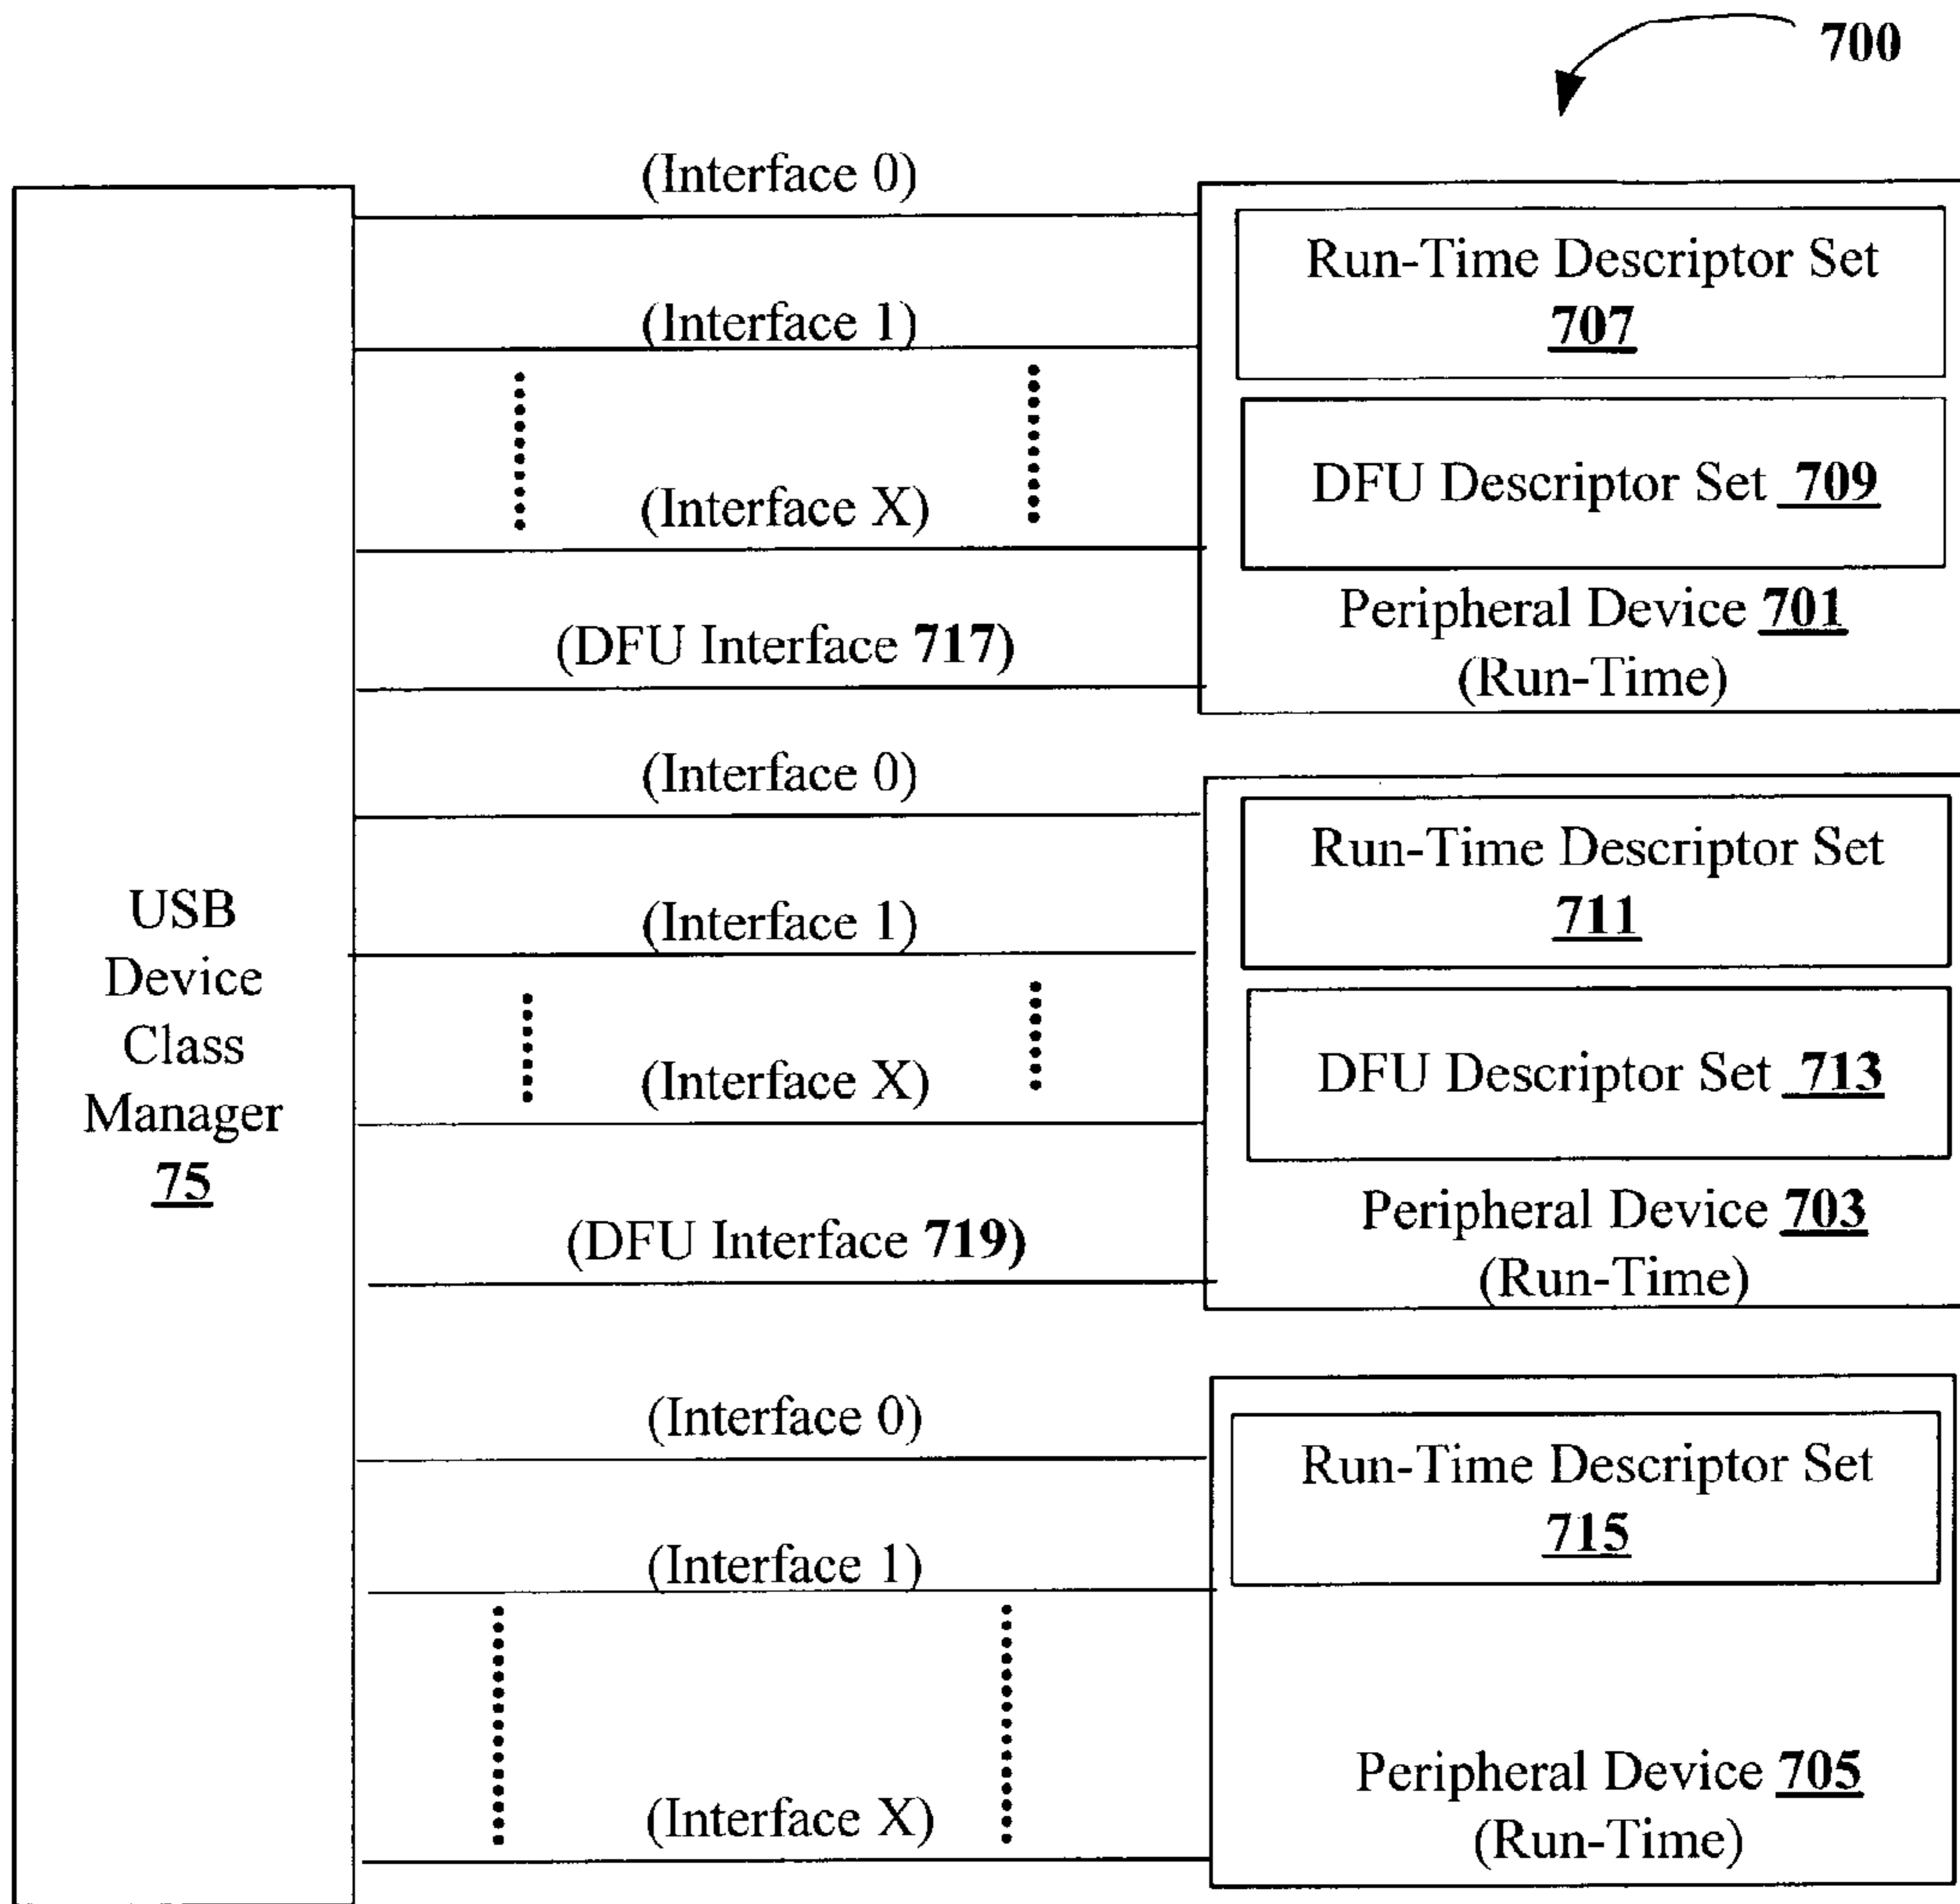 700
(Interface 0)
Run-Time Descriptor Set
707
(Interface 1)
DFU Descriptor Set 709
(Interface X)
Peripheral Device 701
(Run-Time)
(DFU Interface 717)
(Interface 0)
Run-Time Descriptor Set
711
(Interface 1)
DFU Descriptor Set 713
(Interface X)
Peripheral Device 703
(Run-Time)
(DFU Interface 719)
USB
Device
Class
Manager
75
(Interface 0)
Run-Time Descriptor Set
715
(Interface 1)
Peripheral Device 705
(Run-Time)
(Interface X)